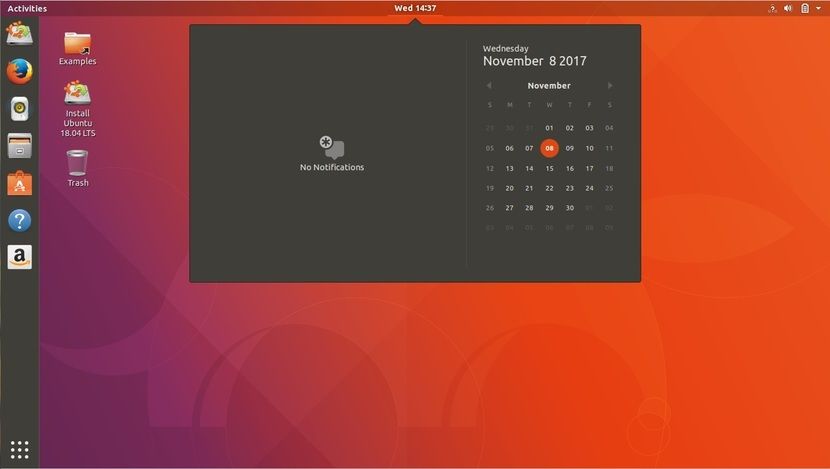 Activities
Wed 14:37
Examples
Install
Ubuntu
18.04 LTS
Trash
No Notifications
Wednesday
November 8 2017
November
S M T W T F S
29 30 31 01 02 03 04
05 06 07 08 09 10 11
12 13 14 15 16 17 18
19 20 21 22 23 24 25
26 27 28 29 30 01 02
03 04 05 06 07 08 09